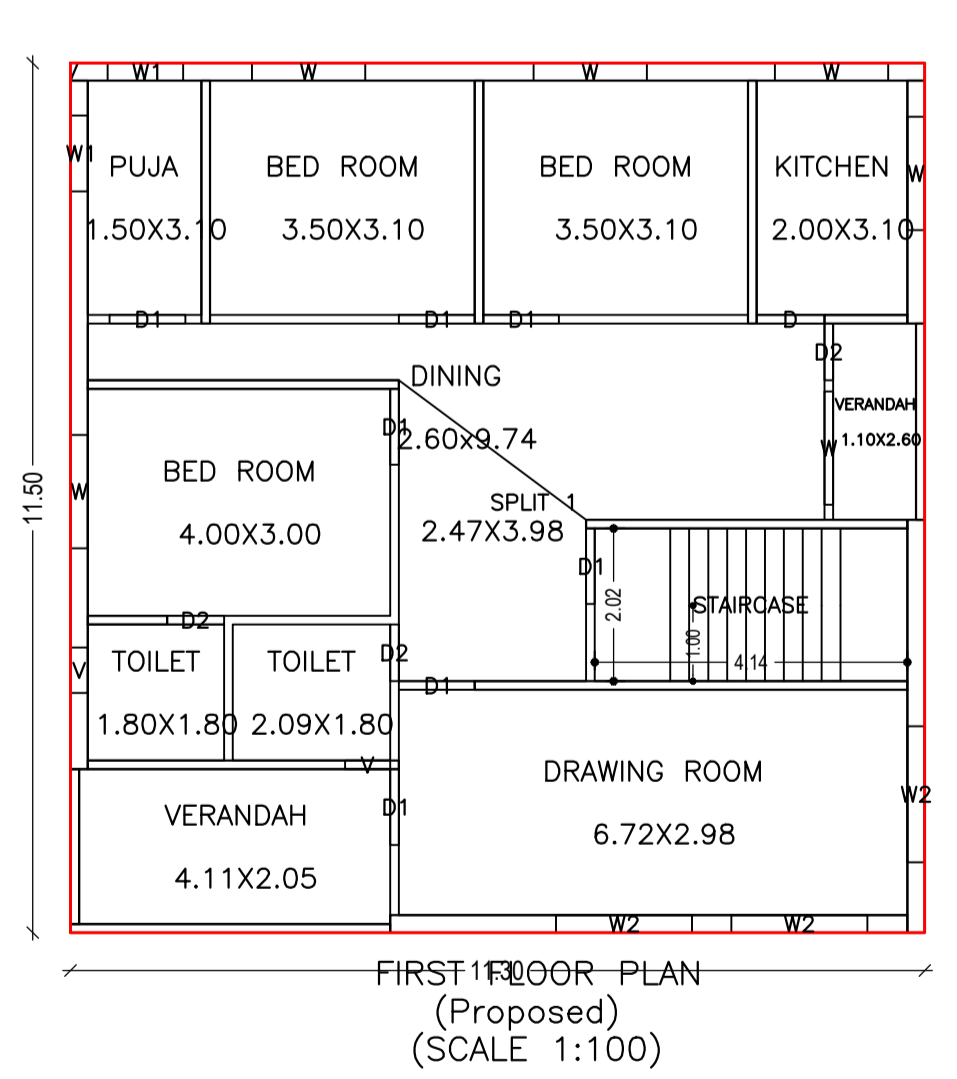 V W1 W W W
W1 PUJA BED ROOM BED ROOM KITCHEN W
1.50X3.10 3.50X3.10 3.50X3.10 2.00X3.10
D1 D1 D1 D
D2
DINING
VERANDAH
D1 2.60x9.74 W 1.10X2.60
BED ROOM
W SPLIT 1
4.00X3.00 2.47X3.98
11.50
D1
2.02 STAIRCASE
D2
1.00
V TOILET TOILET D2 4.14
D1
1.80X1.80 2.09X1.80
V DRAWING ROOM
VERANDAH D1 W2
6.72X2.98
4.11X2.05
W2 W2
11.30
FIRST FLOOR PLAN
(Proposed)
(SCALE 1:100)